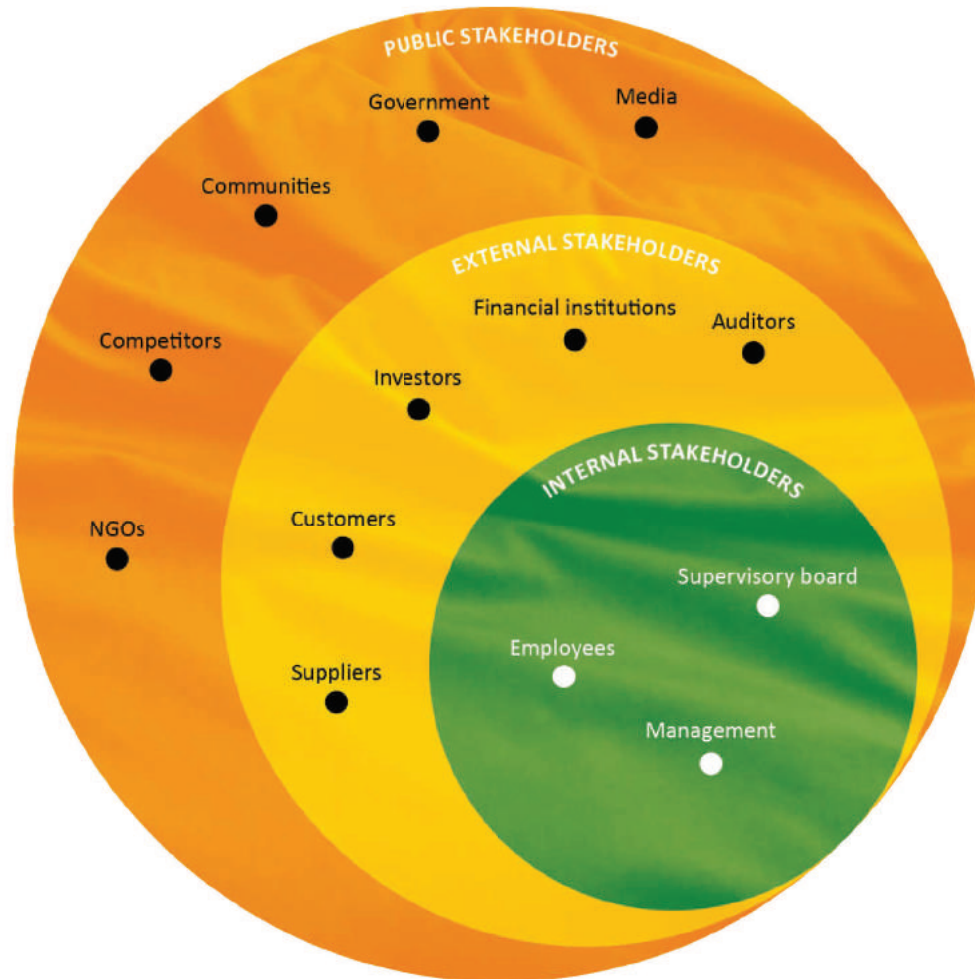 PUBLIC STAKEHOLDERS
Government
Media
Communities
EXTERNAL STAKEHOLDERS
Financial institutions
Auditors
Competitors
Investors
INTERNAL STAKEHOLDERS
Customers
NGOs
Supervisory board
Employees
Suppliers
Management